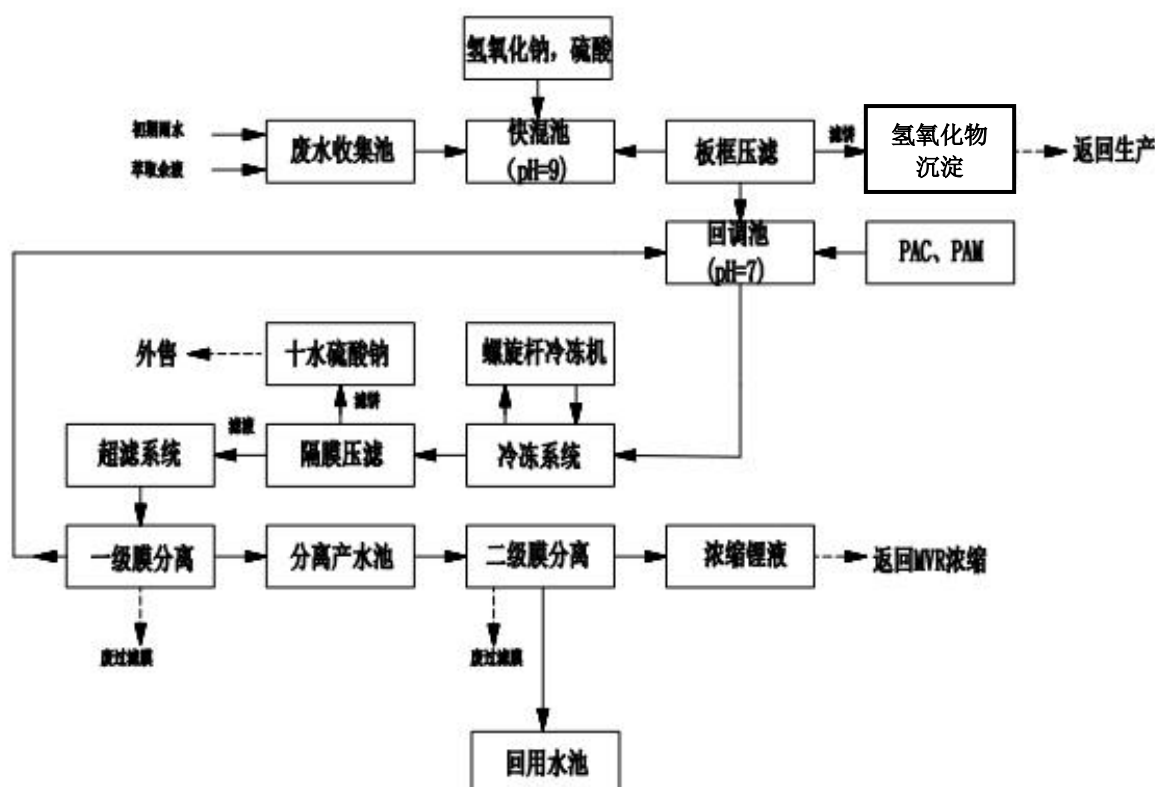 氢氧化钠，硫酸
初期雨水
萃取余液
废水收集池
快混池
(pH=9)
板框压滤
滤饼
氢氧化物
沉淀
返回生产
回调池
(pH=7)
PAC、PAM
外售
十水硫酸钠
螺旋杆冷冻机
滤饼
滤液
超滤系统
隔膜压滤
冷冻系统
一级膜分离
分离产水池
二级膜分离
浓缩锂液
返回MVR浓缩
废过滤膜
废过滤膜
回用水池